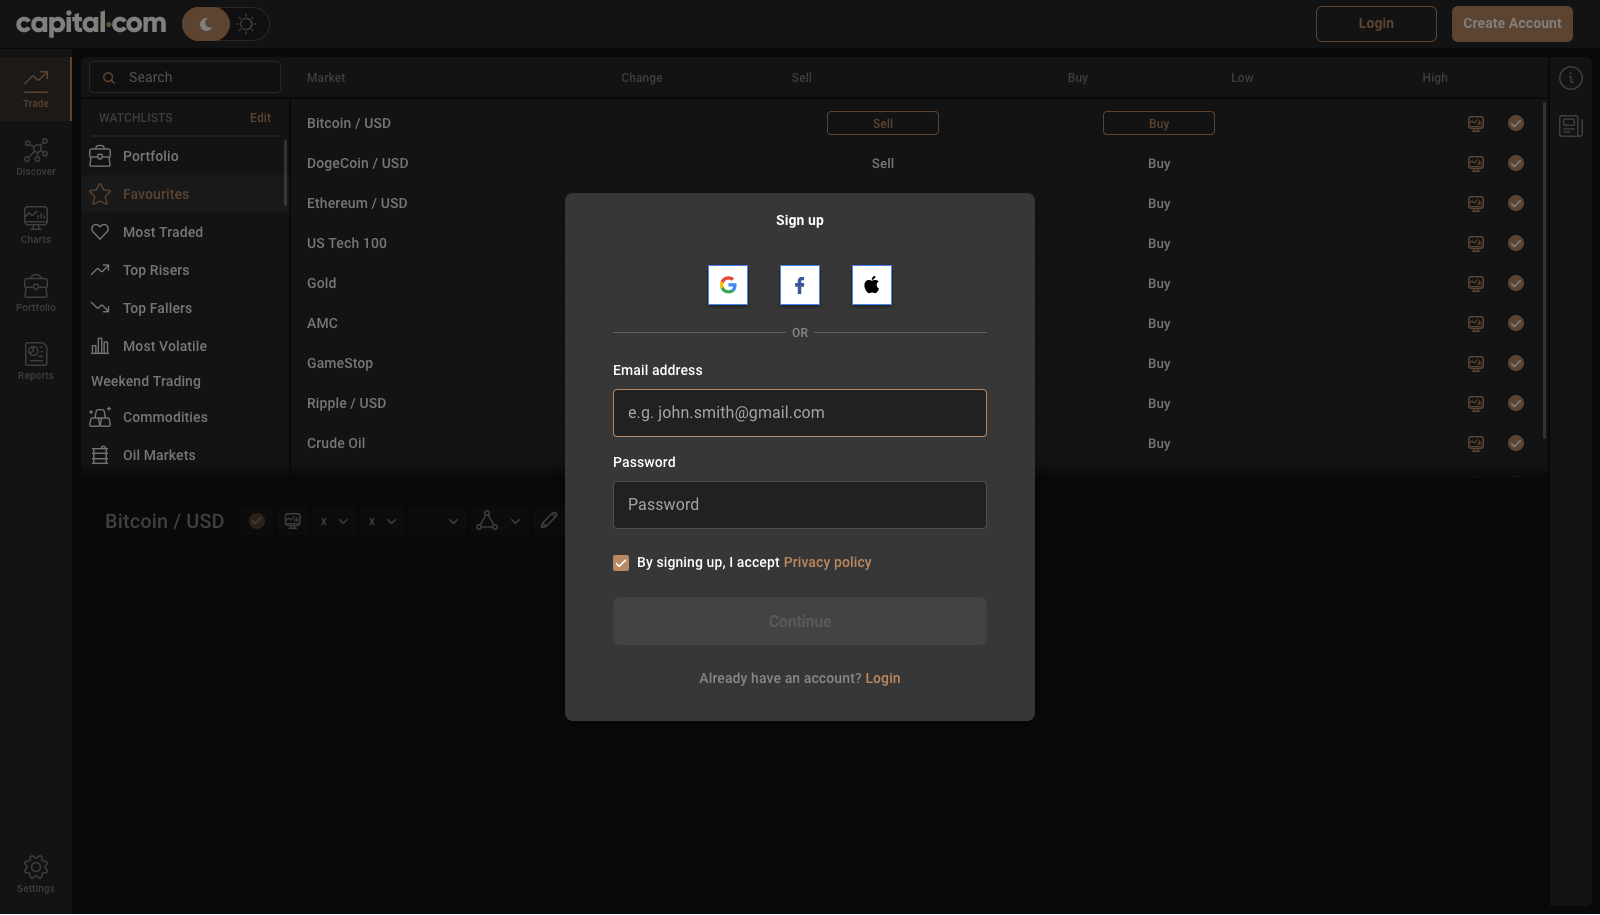 capital.com
Login
Create Account
Trade
Discover
Charts
Portfolio
Reports
Settings
Search
WATCHLISTS Edit
Portfolio
Favourites
Most Traded
Top Risers
Top Fallers
Most Volatile
Weekend Trading
Commodities
Oil Markets
Market Change Sell Buy Low High
Bitcoin / USD Sell Buy
DogeCoin / USD Sell Buy
Ethereum / USD Buy
US Tech 100 Buy
Gold Buy
AMC Buy
GameStop Buy
Ripple / USD Buy
Crude Oil Buy
Bitcoin / USD x x
Sign up
OR
Email address
e.g. john.smith@gmail.com
Password
Password
By signing up, I accept Privacy policy
Continue
Already have an account? Login